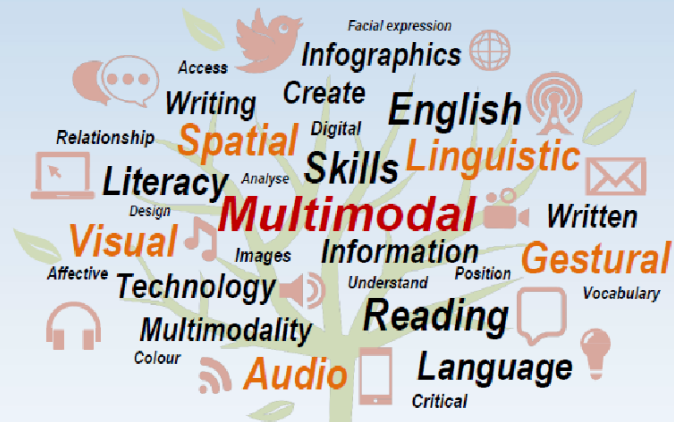 Facial expression
Infographics
Access
Create
Writing
English
Digital
Relationship
Spatial
Linguistic
Skills
Literacy
Analyse
Design
Multimodal
Written
Visual
Images
Information
Gestural
Affective
Technology
Understand
Position
Vocabulary
Reading
Multimodality
Colour
Audio
Language
Critical